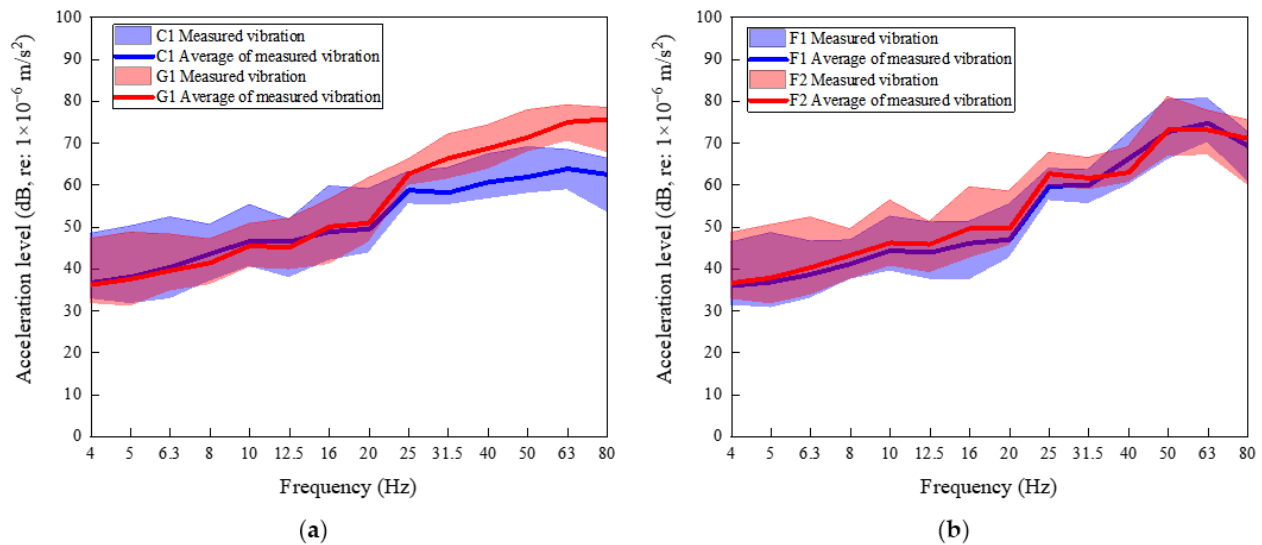 100
90
80
70
60
50
40
30
20
10
0
Acceleration level (dB, re: 1×10⁻⁶ m/s²)
C1 Measured vibration
C1 Average of measured vibration
G1 Measured vibration
G1 Average of measured vibration
4 5 6.3 8 10 12.5 16 20 25 31.5 40 50 63 80
Frequency (Hz)
(a)
100
90
80
70
60
50
40
30
20
10
0
Acceleration level (dB, re: 1×10⁻⁶ m/s²)
F1 Measured vibration
F1 Average of measured vibration
F2 Measured vibration
F2 Average of measured vibration
4 5 6.3 8 10 12.5 16 20 25 31.5 40 50 63 80
Frequency (Hz)
(b)